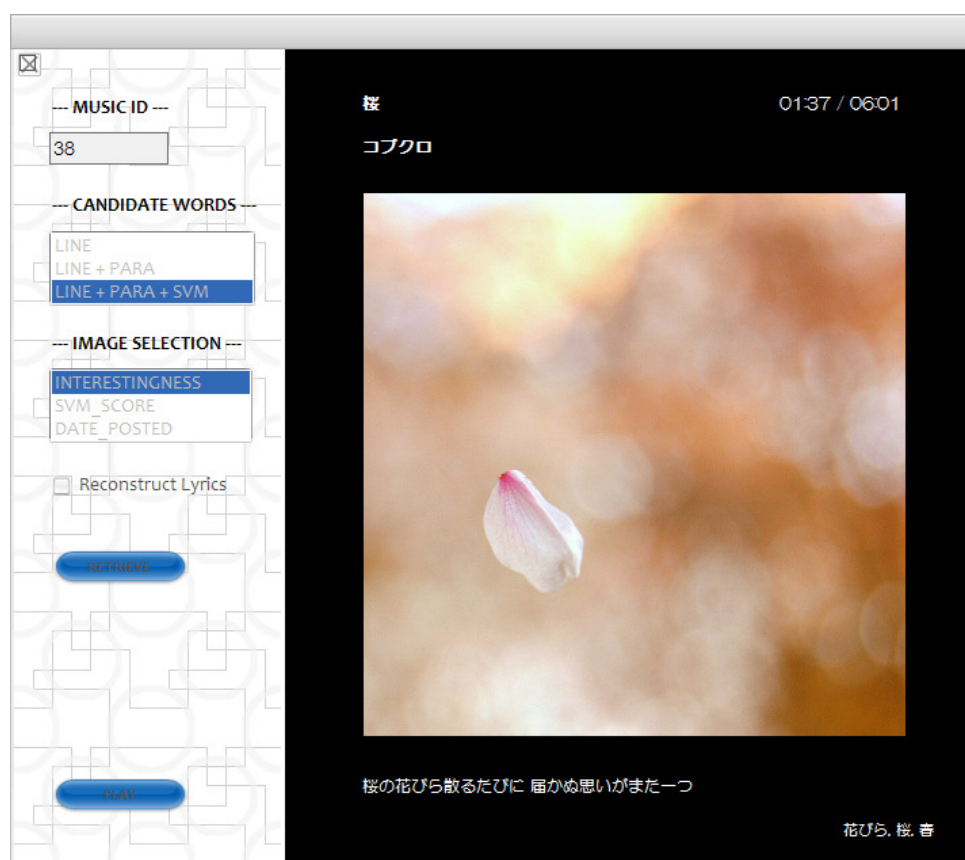 --- MUSIC ID ---
38
--- CANDIDATE WORDS ---
LINE
LINE + PARA
LINE + PARA + SVM
--- IMAGE SELECTION ---
INTERESTINGNESS
SVM_SCORE
DATE_POSTED
Reconstruct Lyrics
RETRIEVE
PLAY
桜
01:37 / 06:01
コブクロ
桜の花びら散るたびに 届かぬ思いがまた一つ
花びら, 桜, 春